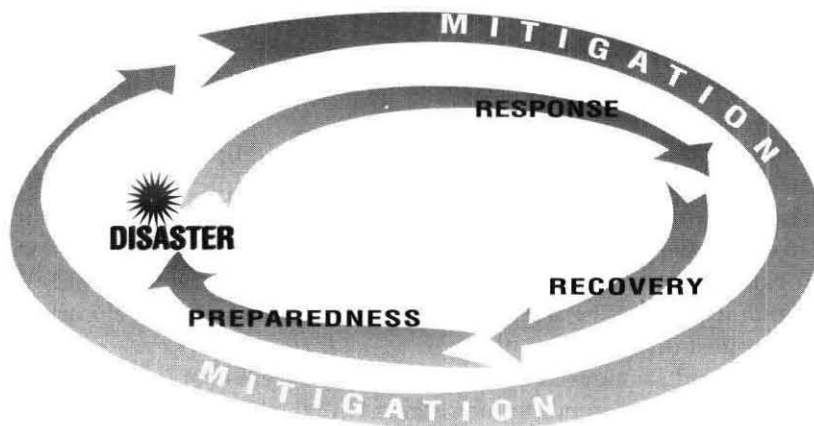 MITIGATION
RESPONSE
DISASTER
RECOVERY
PREPAREDNESS
MITIGATION